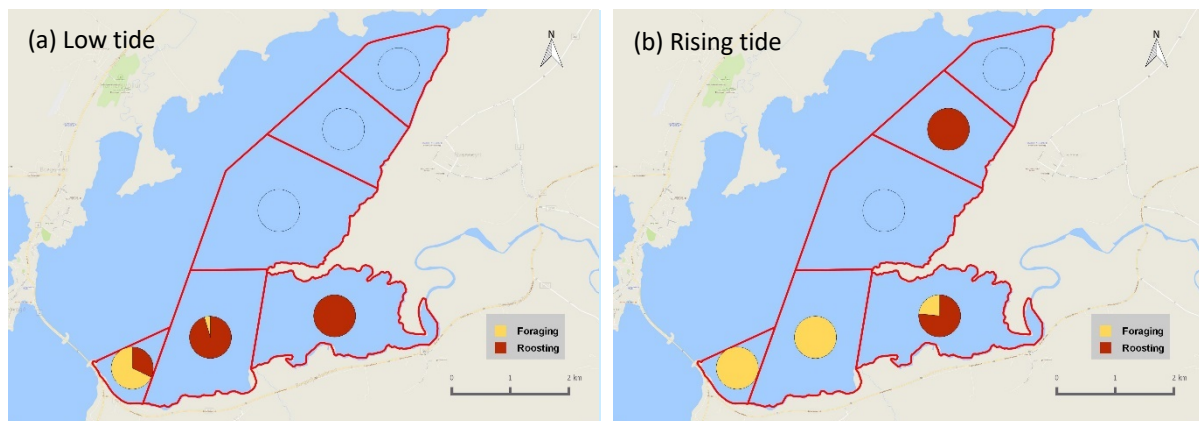 (a) Low tide
N
Foraging
Roosting
0 1 2 km
(b) Rising tide
N
Foraging
Roosting
0 1 2 km